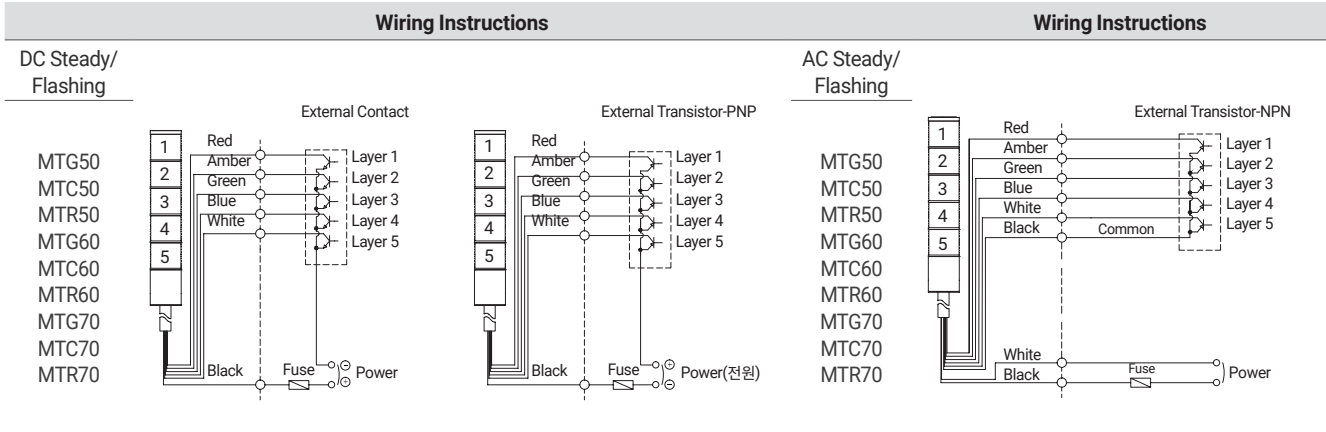 Wiring Instructions
Wiring Instructions
DC Steady/
Flashing
MTG50
MTC50
MTR50
MTG60
MTC60
MTR60
MTG70
MTC70
MTR70
External Contact
1
2
3
4
5
Red
Amber
Green
Blue
White
Layer 1
Layer 2
Layer 3
Layer 4
Layer 5
Black
Fuse
⊖
⊕
Power
External Transistor-PNP
1
2
3
4
5
Red
Amber
Green
Blue
White
Layer 1
Layer 2
Layer 3
Layer 4
Layer 5
Black
Fuse
⊕
⊖
Power(전원)
AC Steady/
Flashing
MTG50
MTC50
MTR50
MTG60
MTC60
MTR60
MTG70
MTC70
MTR70
External Transistor-NPN
1
2
3
4
5
Red
Amber
Green
Blue
White
Black
Common
Layer 1
Layer 2
Layer 3
Layer 4
Layer 5
White
Black
Fuse
Power